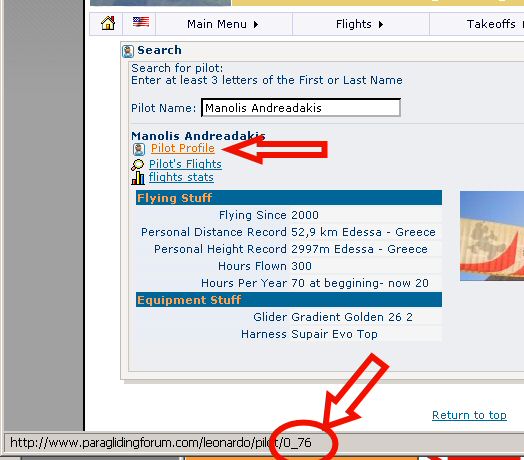 Main Menu Flights Takeoffs
Search
Search for pilot:
Enter at least 3 letters of the First or Last Name
Pilot Name: Manolis Andreadakis
Manolis Andreadakis
Pilot Profile
Pilot's Flights
flights stats
Flying Stuff
Flying Since 2000
Personal Distance Record 52,9 km Edessa - Greece
Personal Height Record 2997m Edessa - Greece
Hours Flown 300
Hours Per Year 70 at beggining- now 20
Equipment Stuff
Glider Gradient Golden 26 2
Harness Supair Evo Top
Return to top
http://www.paraglidingforum.com/leonardo/pilot/0_76